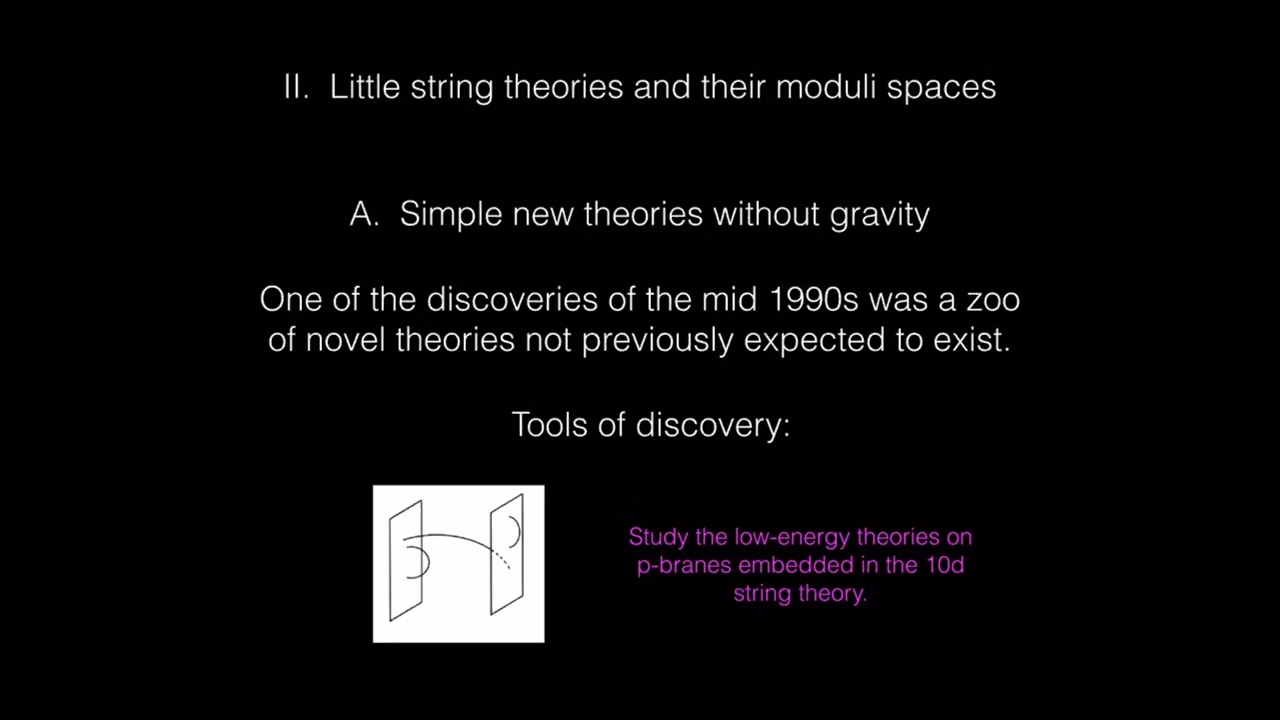 II. Little string theories and their moduli spaces
A. Simple new theories without gravity
One of the discoveries of the mid 1990s was a zoo
of novel theories not previously expected to exist.
Tools of discovery:
Study the low-energy theories on
p-branes embedded in the 10d
string theory.